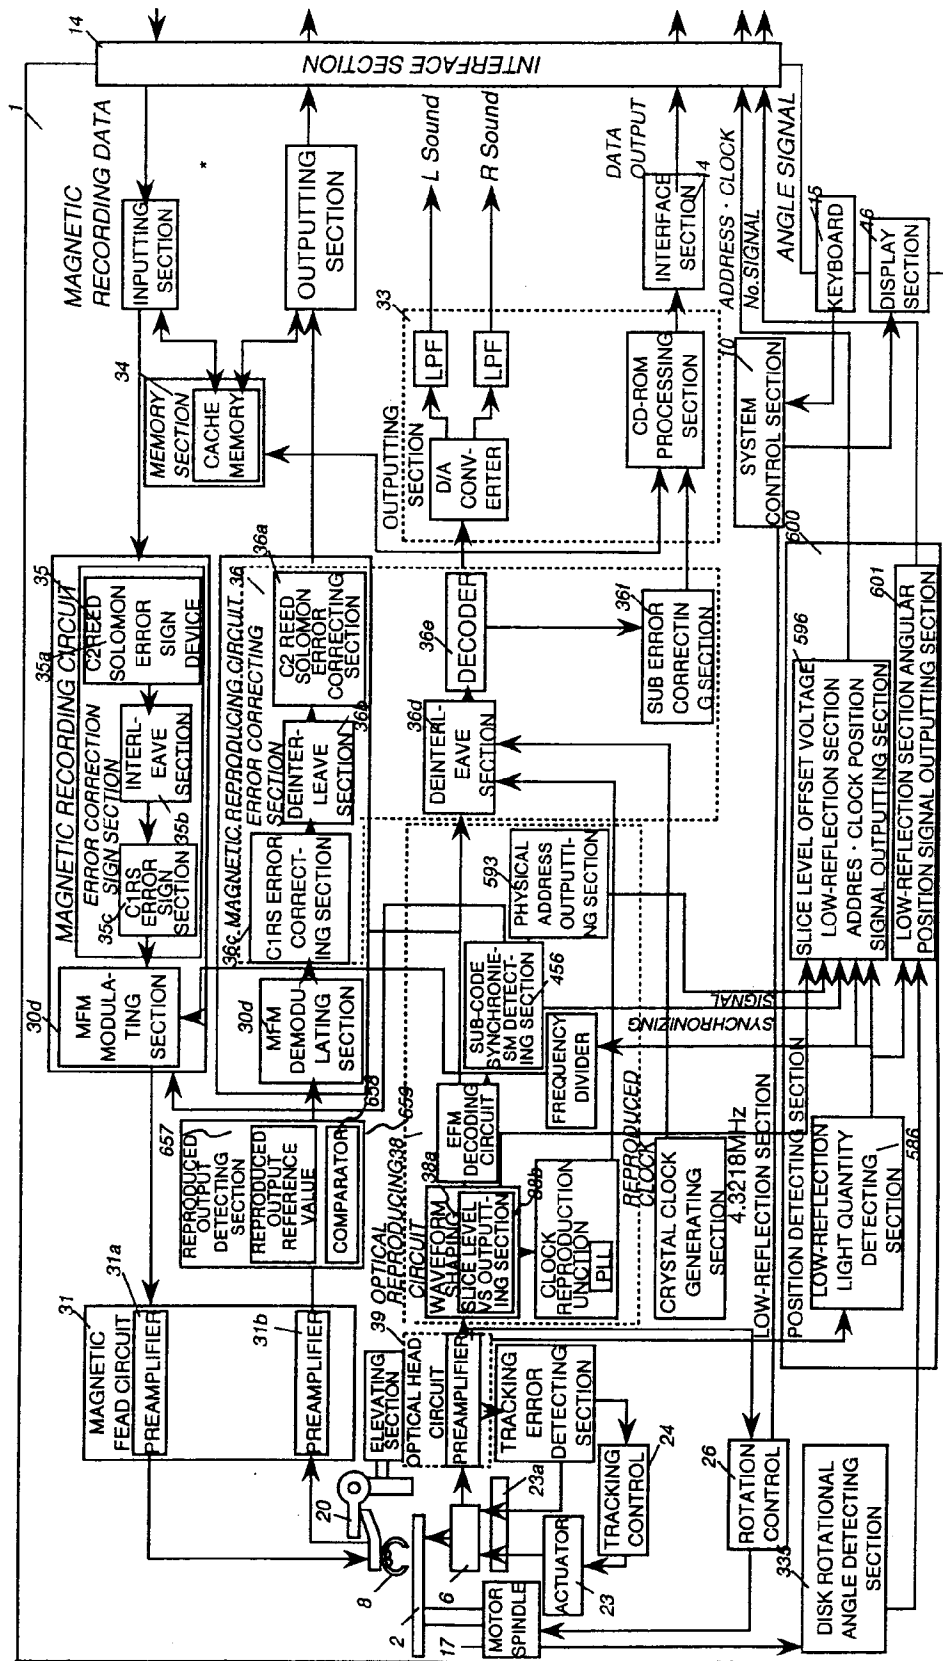 1
14
INTERFACE SECTION
MAGNETIC
RECORDING DATA
*
INPUTTING
SECTION
OUTPUTTING
SECTION
L Sound
R Sound
DATA
OUTPUT
INTERFACE
SECTION
14
ADDRESS・CLOCK
No.SIGNAL
ANGLE SIGNAL
15
KEYBOARD
16
DISPLAY
SECTION
34
MEMORY
SECTION
CACHE
MEMORY
33
OUTPUTTING
SECTION
LPF
LPF
D/A
CONV-
ERTER
CD-ROM
PROCESSING
SECTION
10
SYSTEM
CONTROL SECTION
600
MAGNETIC RECORDING CIRCUIT
35
ERROR CORRECTION
SIGN SECTION
35a
C2REED
SOLOMON
ERROR
SIGN
DEVICE
INTERL-
EAVE
SECTION
35b
35c
C1RS
ERROR
SIGN
SECTION
30d
MFM
MODULA-
TING
SECTION
MAGNETIC REPRODUCING CIRCUIT
36
ERROR CORRECTING
SECTION
36a
C2 REED
SOLOMON
ERROR
CORRECTING
SECTION
36b
DEINTER-
LEAVE
SECTION
36c
C1RS ERROR
CORRECT-
ING SECTION
30d
MFM
DEMODU-
LATING
SECTION
36e
DECODER
36d
DEINTERL-
EAVE
SECTION
36f
SUB ERROR
CORRECTIN
G SECTION
596
SLICE LEVEL OFFSET VOLTAGE,
LOW-REFLECTION SECTION
ADDRES・CLOCK POSITION
SIGNAL OUTPUTING SECTION
601
LOW-REFLECTION SECTION ANGULAR
POSITION SIGNAL OUTPUTING SECTION
593
PHYSICAL
ADDRESS
OUTPUTTI-
NG SECTION
SUB-CODE
SYNCHRONIE-
SM DETECT-
ING SECTION
456
FREQUENCY
DIVIDER
SYNCHRONIZING
SIGNAL
657
REPRODUCED
OUTPUT
DETECTING
SECTION
REPRODUCED
OUTPUT
REFERENCE
VALUE
COMPARATOR
658
659
38
OPTICAL
REPRODUCING
CIRCUIT
38a
EFM
DECODING
CIRCUIT
WAVEFORM
SHAPING
SLICE LEVEL
VS OUTPUTTI-
NG SECTION
38b
CLOCK
REPRODUCTION
UNCTION
PLL
REPRODUCED
CLOCK
CRYSTAL CLOCK
GENERATING
SECTION
4.3218MHz
LOW-REFLECTION SECTION
POSITION DETECTING SECTION
LOW-REFLECTION
LIGHT QUANTITY
DETECTING
SECTION
586
31
MAGNETIC
FEAD CIRCUIT
31a
PREAMPLIFIER
31b
PREAMPLIFIER
39
ELEVATING
SECTION
OPTICAL HEAD
CIRCUIT
PREAMPLIFIER
TRACKING
ERROR
DETECTING
SECTION
24
TRACKING
CONTROL
26
ROTATION
CONTROL
335
DISK ROTATIONAL
ANGLE DETECTING
SECTION
20
8
2
6
23a
17
MOTOR
SPINDLE
ACTUATOR
23